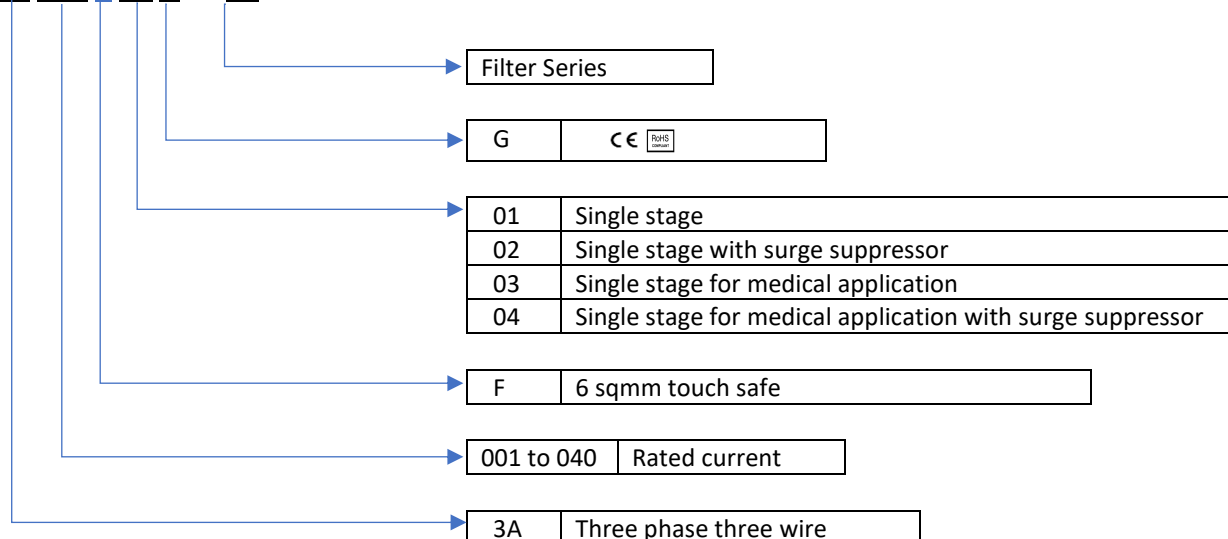 Filter Series
G CE RoHS COMPLIANT
01 Single stage
02 Single stage with surge suppressor
03 Single stage for medical application
04 Single stage for medical application with surge suppressor
F 6 sqmm touch safe
001 to 040 Rated current
3A Three phase three wire